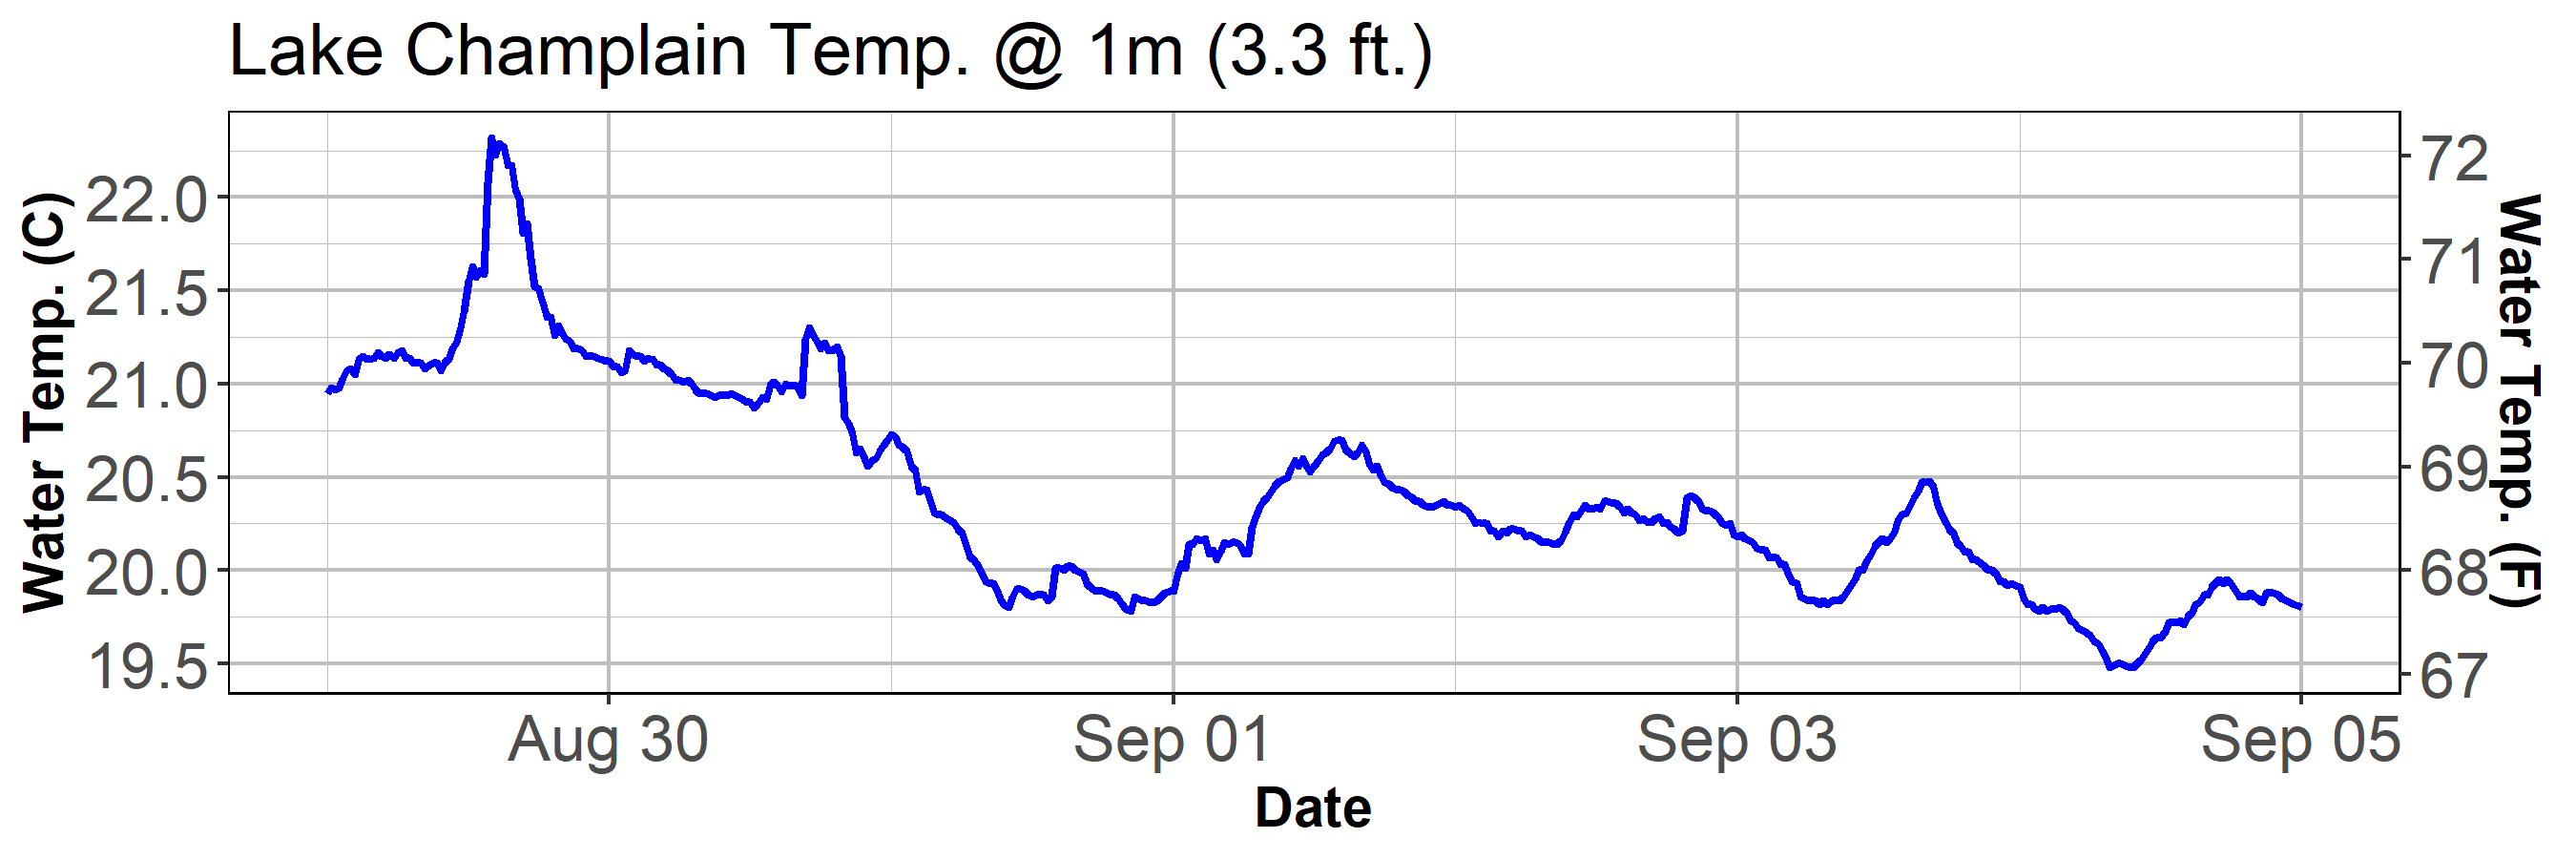 Lake Champlain Temp. @ 1m (3.3 ft.)
Water Temp. (C)
22.0
21.5
21.0
20.5
20.0
19.5
72
71
70
69
68
67
Water Temp. (F)
Aug 30
Sep 01
Sep 03
Sep 05
Date